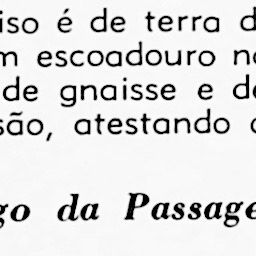 iso é de terra d
m escoadouro n
de gnaisse e d
são, atestando
go da Passage